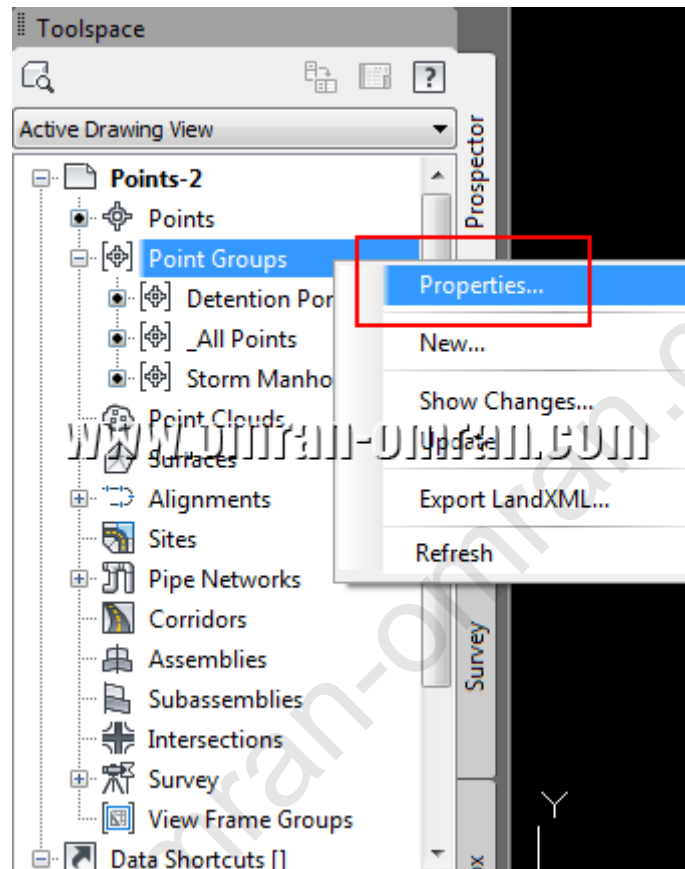 Toolspace
?
Active Drawing View
Points-2
Points
Point Groups
Detention Por
_All Points
Storm Manho
Point Clouds
Surfaces
Alignments
Sites
Pipe Networks
Corridors
Assemblies
Subassemblies
Intersections
Survey
View Frame Groups
Data Shortcuts []
Properties...
New...
Show Changes...
Update
Export LandXML...
Refresh
Prospector
Survey
Y
www.omran-omran.com
omran-omran.c